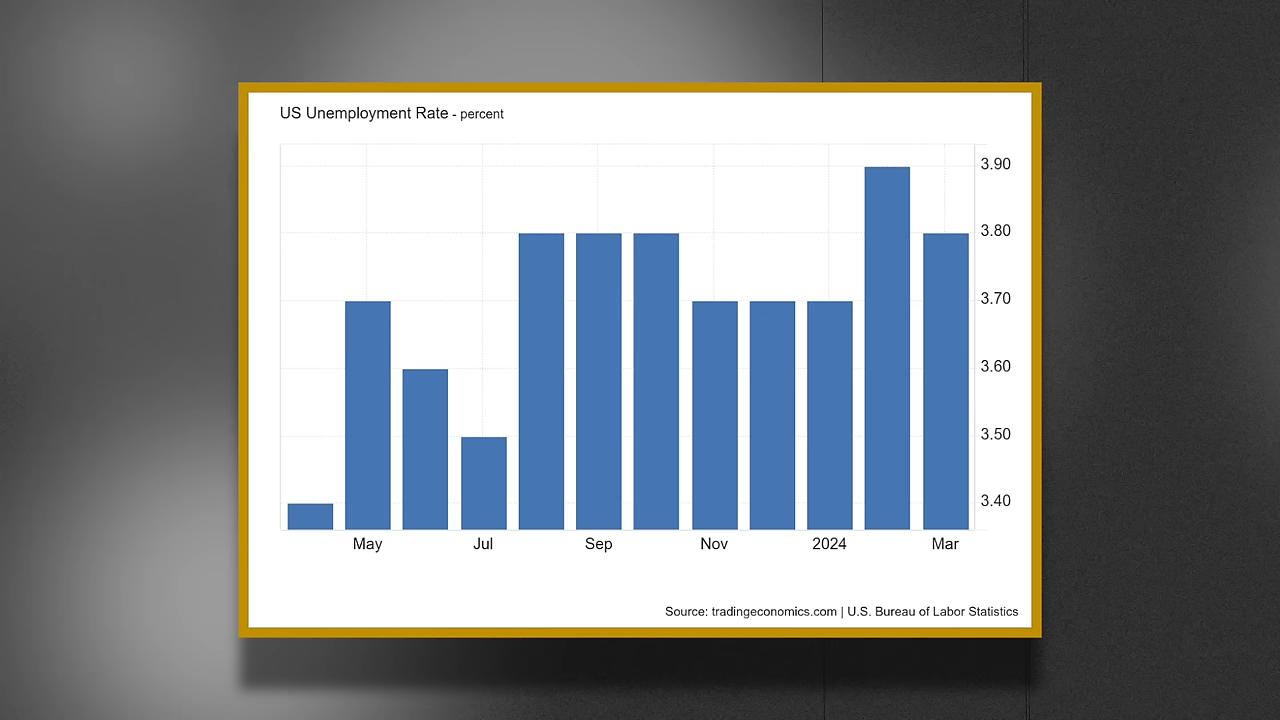 US Unemployment Rate - percent
3.90
3.80
3.70
3.60
3.50
3.40
May Jul Sep Nov 2024 Mar
Source: tradingeconomics.com | U.S. Bureau of Labor Statistics